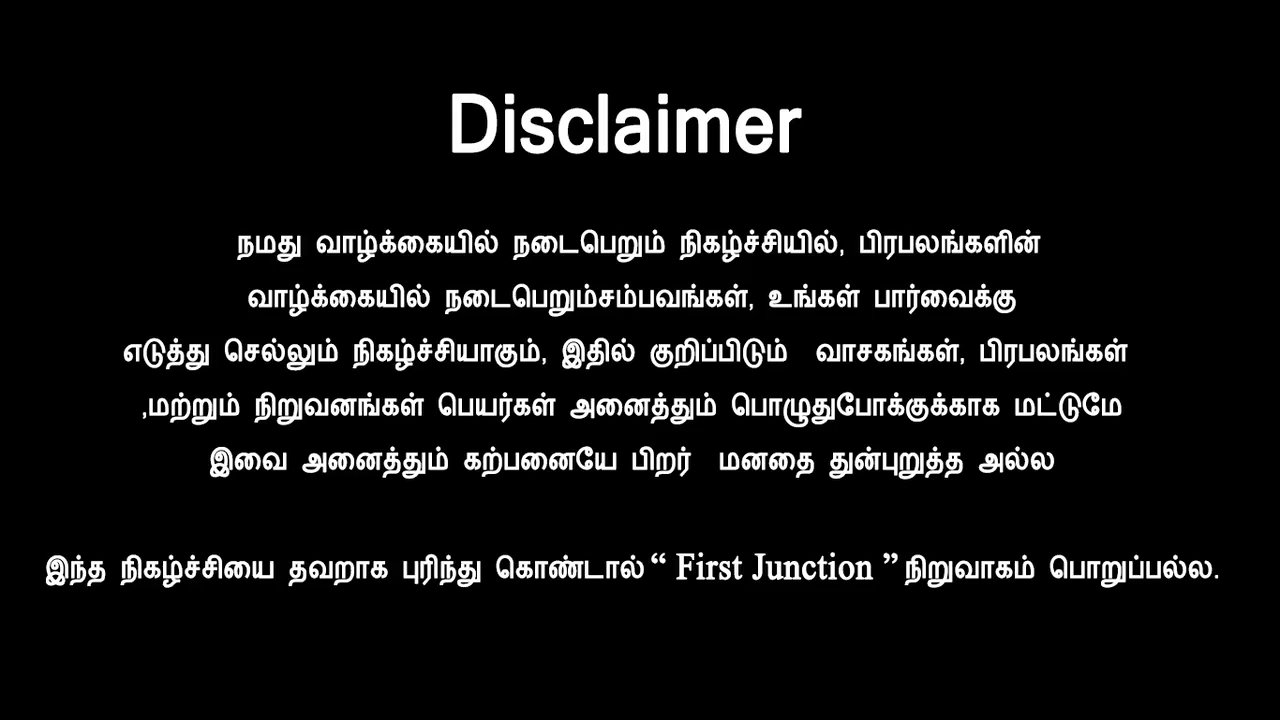 Disclaimer
நமது வாழ்க்கையில் நடைபெறும் நிகழ்ச்சியில், பிரபலங்களின்
வாழ்க்கையில் நடைபெறும்சம்பவங்கள், உங்கள் பார்வைக்கு
எடுத்து செல்லும் நிகழ்ச்சியாகும், இதில் குறிப்பிடும் வாசகங்கள், பிரபலங்கள்
,மற்றும் நிறுவனங்கள் பெயர்கள் அனைத்தும் பொழுதுபோக்குக்காக மட்டுமே
இவை அனைத்தும் கற்பனையே பிறர் மனதை துன்புறுத்த அல்ல
இந்த நிகழ்ச்சியை தவறாக புரிந்து கொண்டால் “ First Junction ” நிறுவாகம் பொறுப்பல்ல.